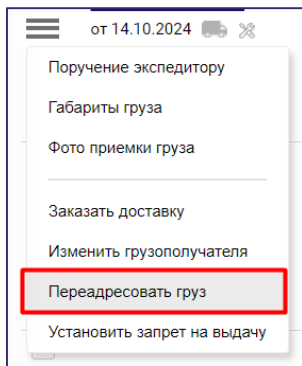 от 14.10.2024
Поручение экспедитору
Габариты груза
Фото приемки груза
Заказать доставку
Изменить грузополучателя
Переадресовать груз
Установить запрет на выдачу